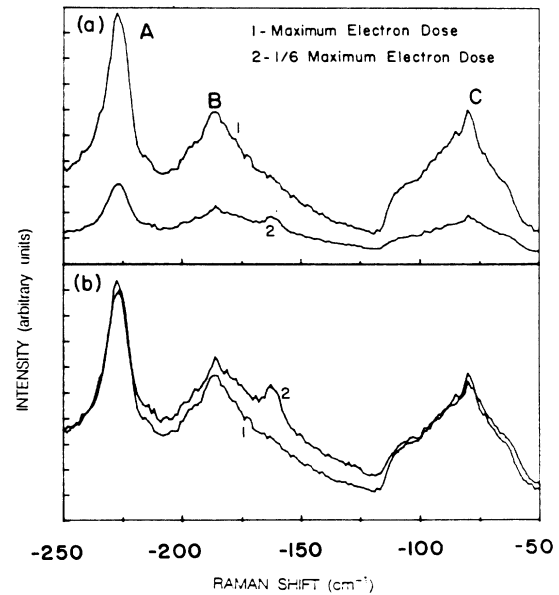 (a)
A
1-Maximum Electron Dose
2-1/6 Maximum Electron Dose
B
1
C
2
(b)
2
1
INTENSITY (arbitrary units)
-250 -200 -150 -100 -50
RAMAN SHIFT (cm⁻¹)